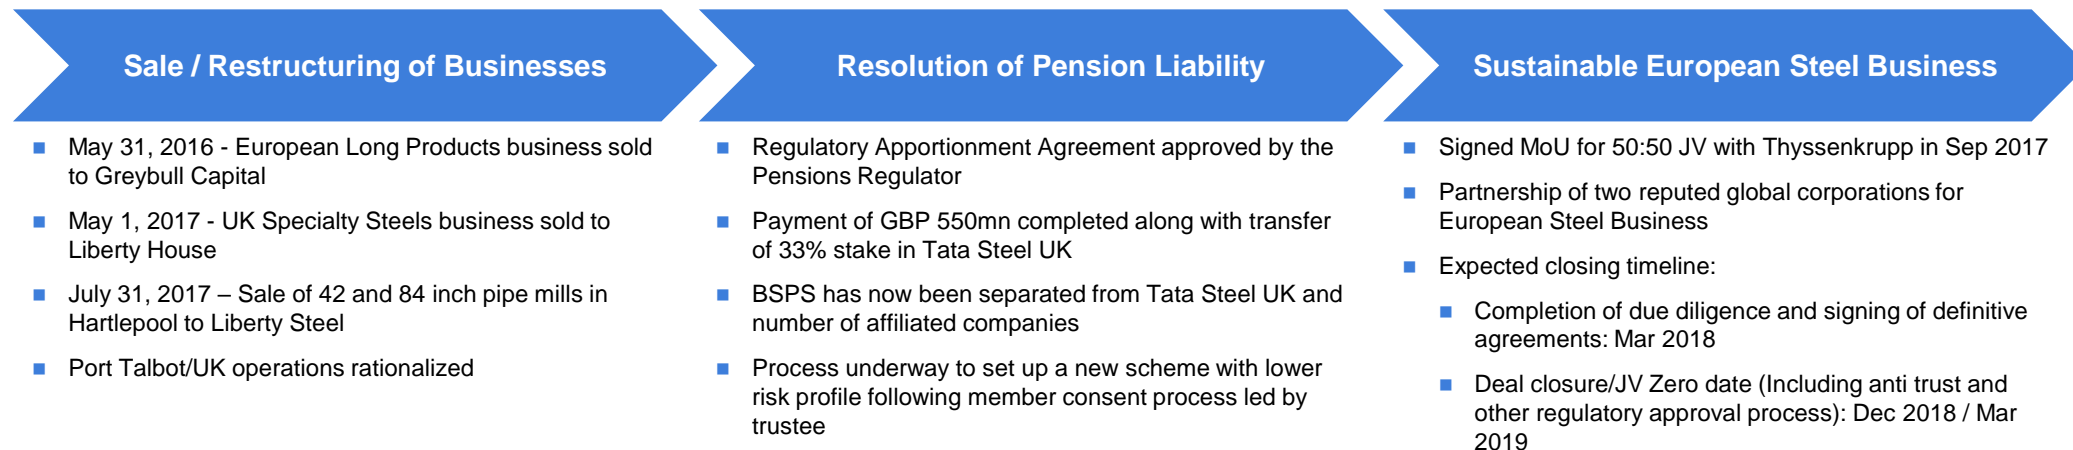 Sale / Restructuring of Businesses
May 31, 2016 - European Long Products business sold
to Greybull Capital
May 1, 2017 - UK Specialty Steels business sold to
Liberty House
July 31, 2017 – Sale of 42 and 84 inch pipe mills in
Hartlepool to Liberty Steel
Port Talbot/UK operations rationalized
Resolution of Pension Liability
Regulatory Apportionment Agreement approved by the
Pensions Regulator
Payment of GBP 550mn completed along with transfer
of 33% stake in Tata Steel UK
BSPS has now been separated from Tata Steel UK and
number of affiliated companies
Process underway to set up a new scheme with lower
risk profile following member consent process led by
trustee
Sustainable European Steel Business
Signed MoU for 50:50 JV with Thyssenkrupp in Sep 2017
Partnership of two reputed global corporations for
European Steel Business
Expected closing timeline:
Completion of due diligence and signing of definitive
agreements: Mar 2018
Deal closure/JV Zero date (Including anti trust and
other regulatory approval process): Dec 2018 / Mar
2019